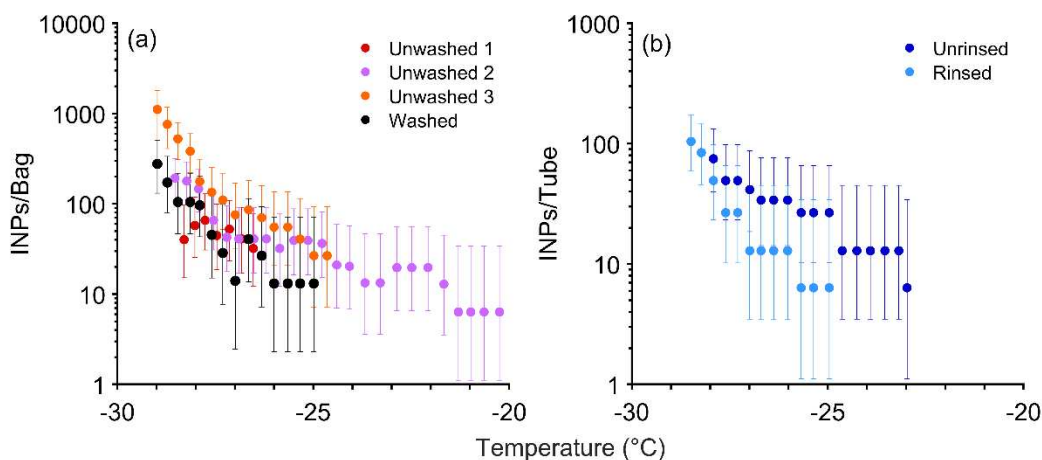 (a)
INPs/Bag
10000
1000
100
10
1
-30
-25
-20
Unwashed 1
Unwashed 2
Unwashed 3
Washed
(b)
INPs/Tube
1000
100
10
1
-30
-25
-20
Unrinsed
Rinsed
Temperature (°C)